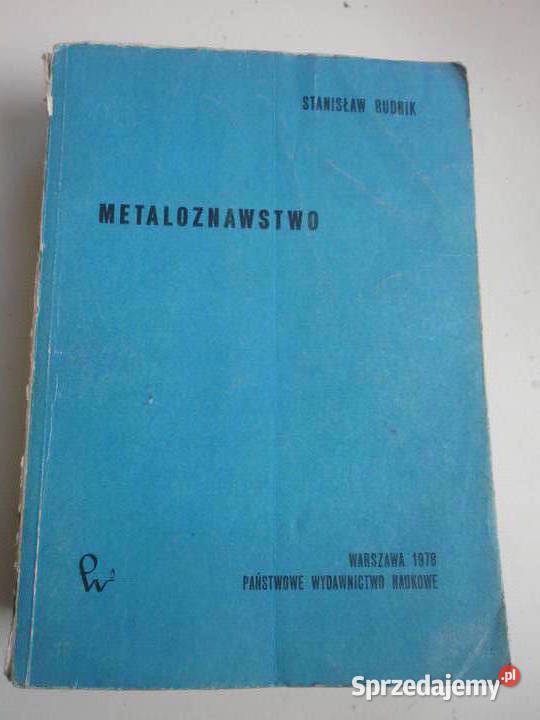 STANISŁAW RUDNIK
METALOZNAWSTWO
WARSZAWA 1978
PAŃSTWOWE WYDAWNICTWO NAUKOWE
Sprzedajemy.pl